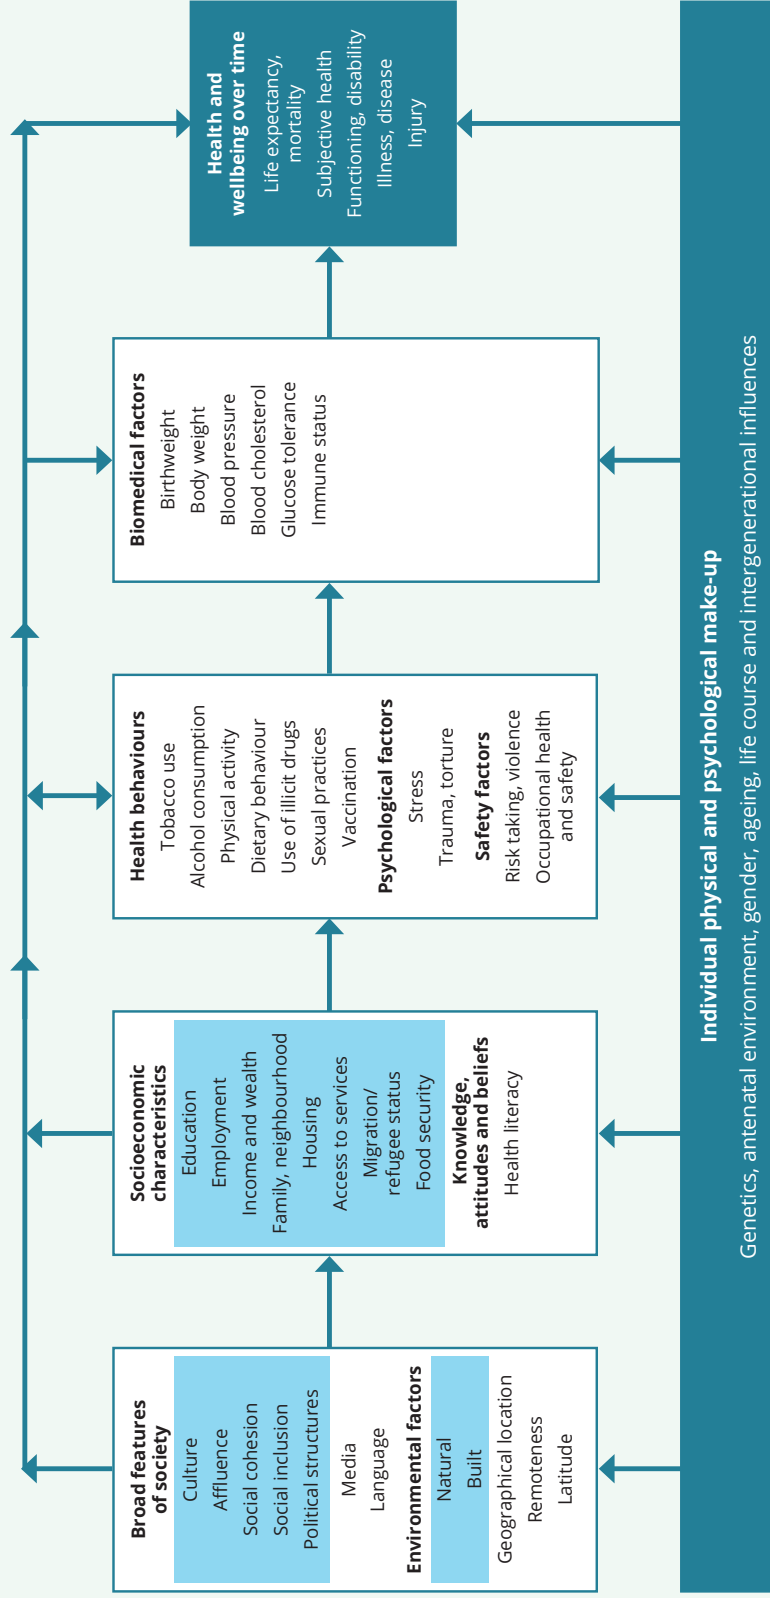 Broad features
of society
Culture
Affluence
Social cohesion
Social inclusion
Political structures
Media
Language
Environmental factors
Natural
Built
Geographical location
Remoteness
Latitude
Socioeconomic
characteristics
Education
Employment
Income and wealth
Family, neighbourhood
Housing
Access to services
Migration/
refugee status
Food security
Knowledge,
attitudes and beliefs
Health literacy
Health behaviours
Tobacco use
Alcohol consumption
Physical activity
Dietary behaviour
Use of illicit drugs
Sexual practices
Vaccination
Psychological factors
Stress
Trauma, torture
Safety factors
Risk taking, violence
Occupational health
and safety
Biomedical factors
Birthweight
Body weight
Blood pressure
Blood cholesterol
Glucose tolerance
Immune status
Health and
wellbeing over time
Life expectancy,
mortality
Subjective health
Functioning, disability
Illness, disease
Injury
Individual physical and psychological make-up
Genetics, antenatal environment, gender, ageing, life course and intergenerational influences